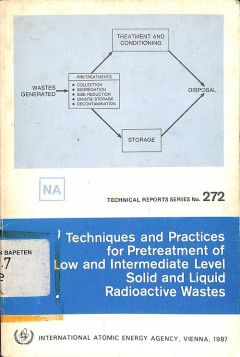 TREATMENT AND
CONDITIONING
PRETREATMENTS
WASTES
GENERATED
• COLLECTION
• SEGREGATION
• SIZE REDUCTION
• ON-SITE STORAGE
• DECONTAMINATION
DISPOSAL
STORAGE
NA
TECHNICAL REPORTS SERIES No. 272
N BAPETEN
.7
Techniques and Practices
for Pretreatment of
Low and Intermediate Level
Solid and Liquid
Radioactive Wastes
INTERNATIONAL ATOMIC ENERGY AGENCY, VIENNA, 1987